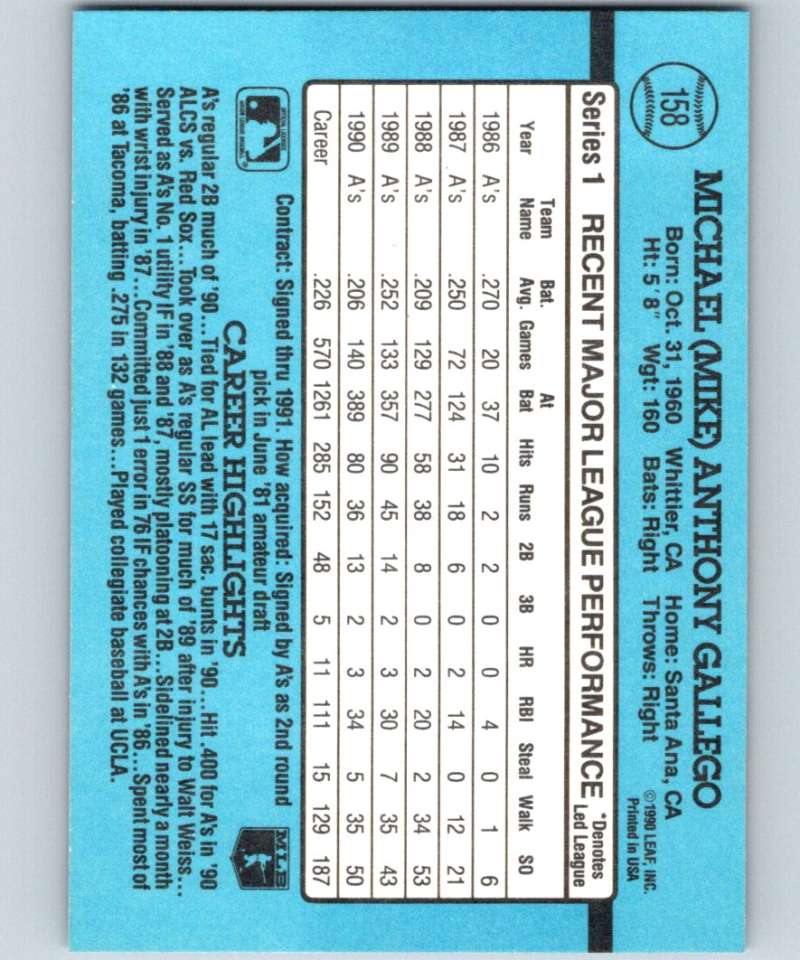 158
MICHAEL (MIKE) ANTHONY GALLEGO
Born: Oct. 31, 1960 Whittier, CA Home: Santa Ana, CA
Ht: 5' 8" Wgt: 160 Bats: Right Throws: Right
©1990 LEAF, INC.
Printed in USA
Series 1 RECENT MAJOR LEAGUE PERFORMANCE *Denotes Led League
Year Team Name Bat. Avg. Games At Bat Hits Runs 2B 3B HR RBI Steal Walk SO
1986 A's .270 20 37 10 2 2 0 0 4 0 1 6
1987 A's .250 72 124 31 18 6 0 2 14 0 12 21
1988 A's .209 129 277 58 38 8 0 2 20 2 34 53
1989 A's .252 133 357 90 45 14 2 3 30 7 35 43
1990 A's .206 140 389 80 36 13 2 3 34 5 35 50
Career .226 570 1261 285 152 48 5 11 111 15 129 187
OFFICIAL LICENSEE
MAJOR LEAGUE BASEBALL
Contract: Signed thru 1991. How acquired: Signed by A's as 2nd round
pick in June '81 amateur draft
MLB
CAREER HIGHLIGHTS
A's regular 2B much of '90...Tied for AL lead with 17 sac. bunts in '90...Hit .400 for A's in '90
ALCS vs. Red Sox...Took over as A's regular SS for much of '89 after injury to Walt Weiss...
Served as A's No. 1 utility IF in '88 and '87, mostly platooning at 2B...Sidelined nearly a month
with wrist injury in '87...Committed just 1 error in 76 IF chances with A's in '86...Spent most of
'86 at Tacoma, batting .275 in 132 games...Played collegiate baseball at UCLA.